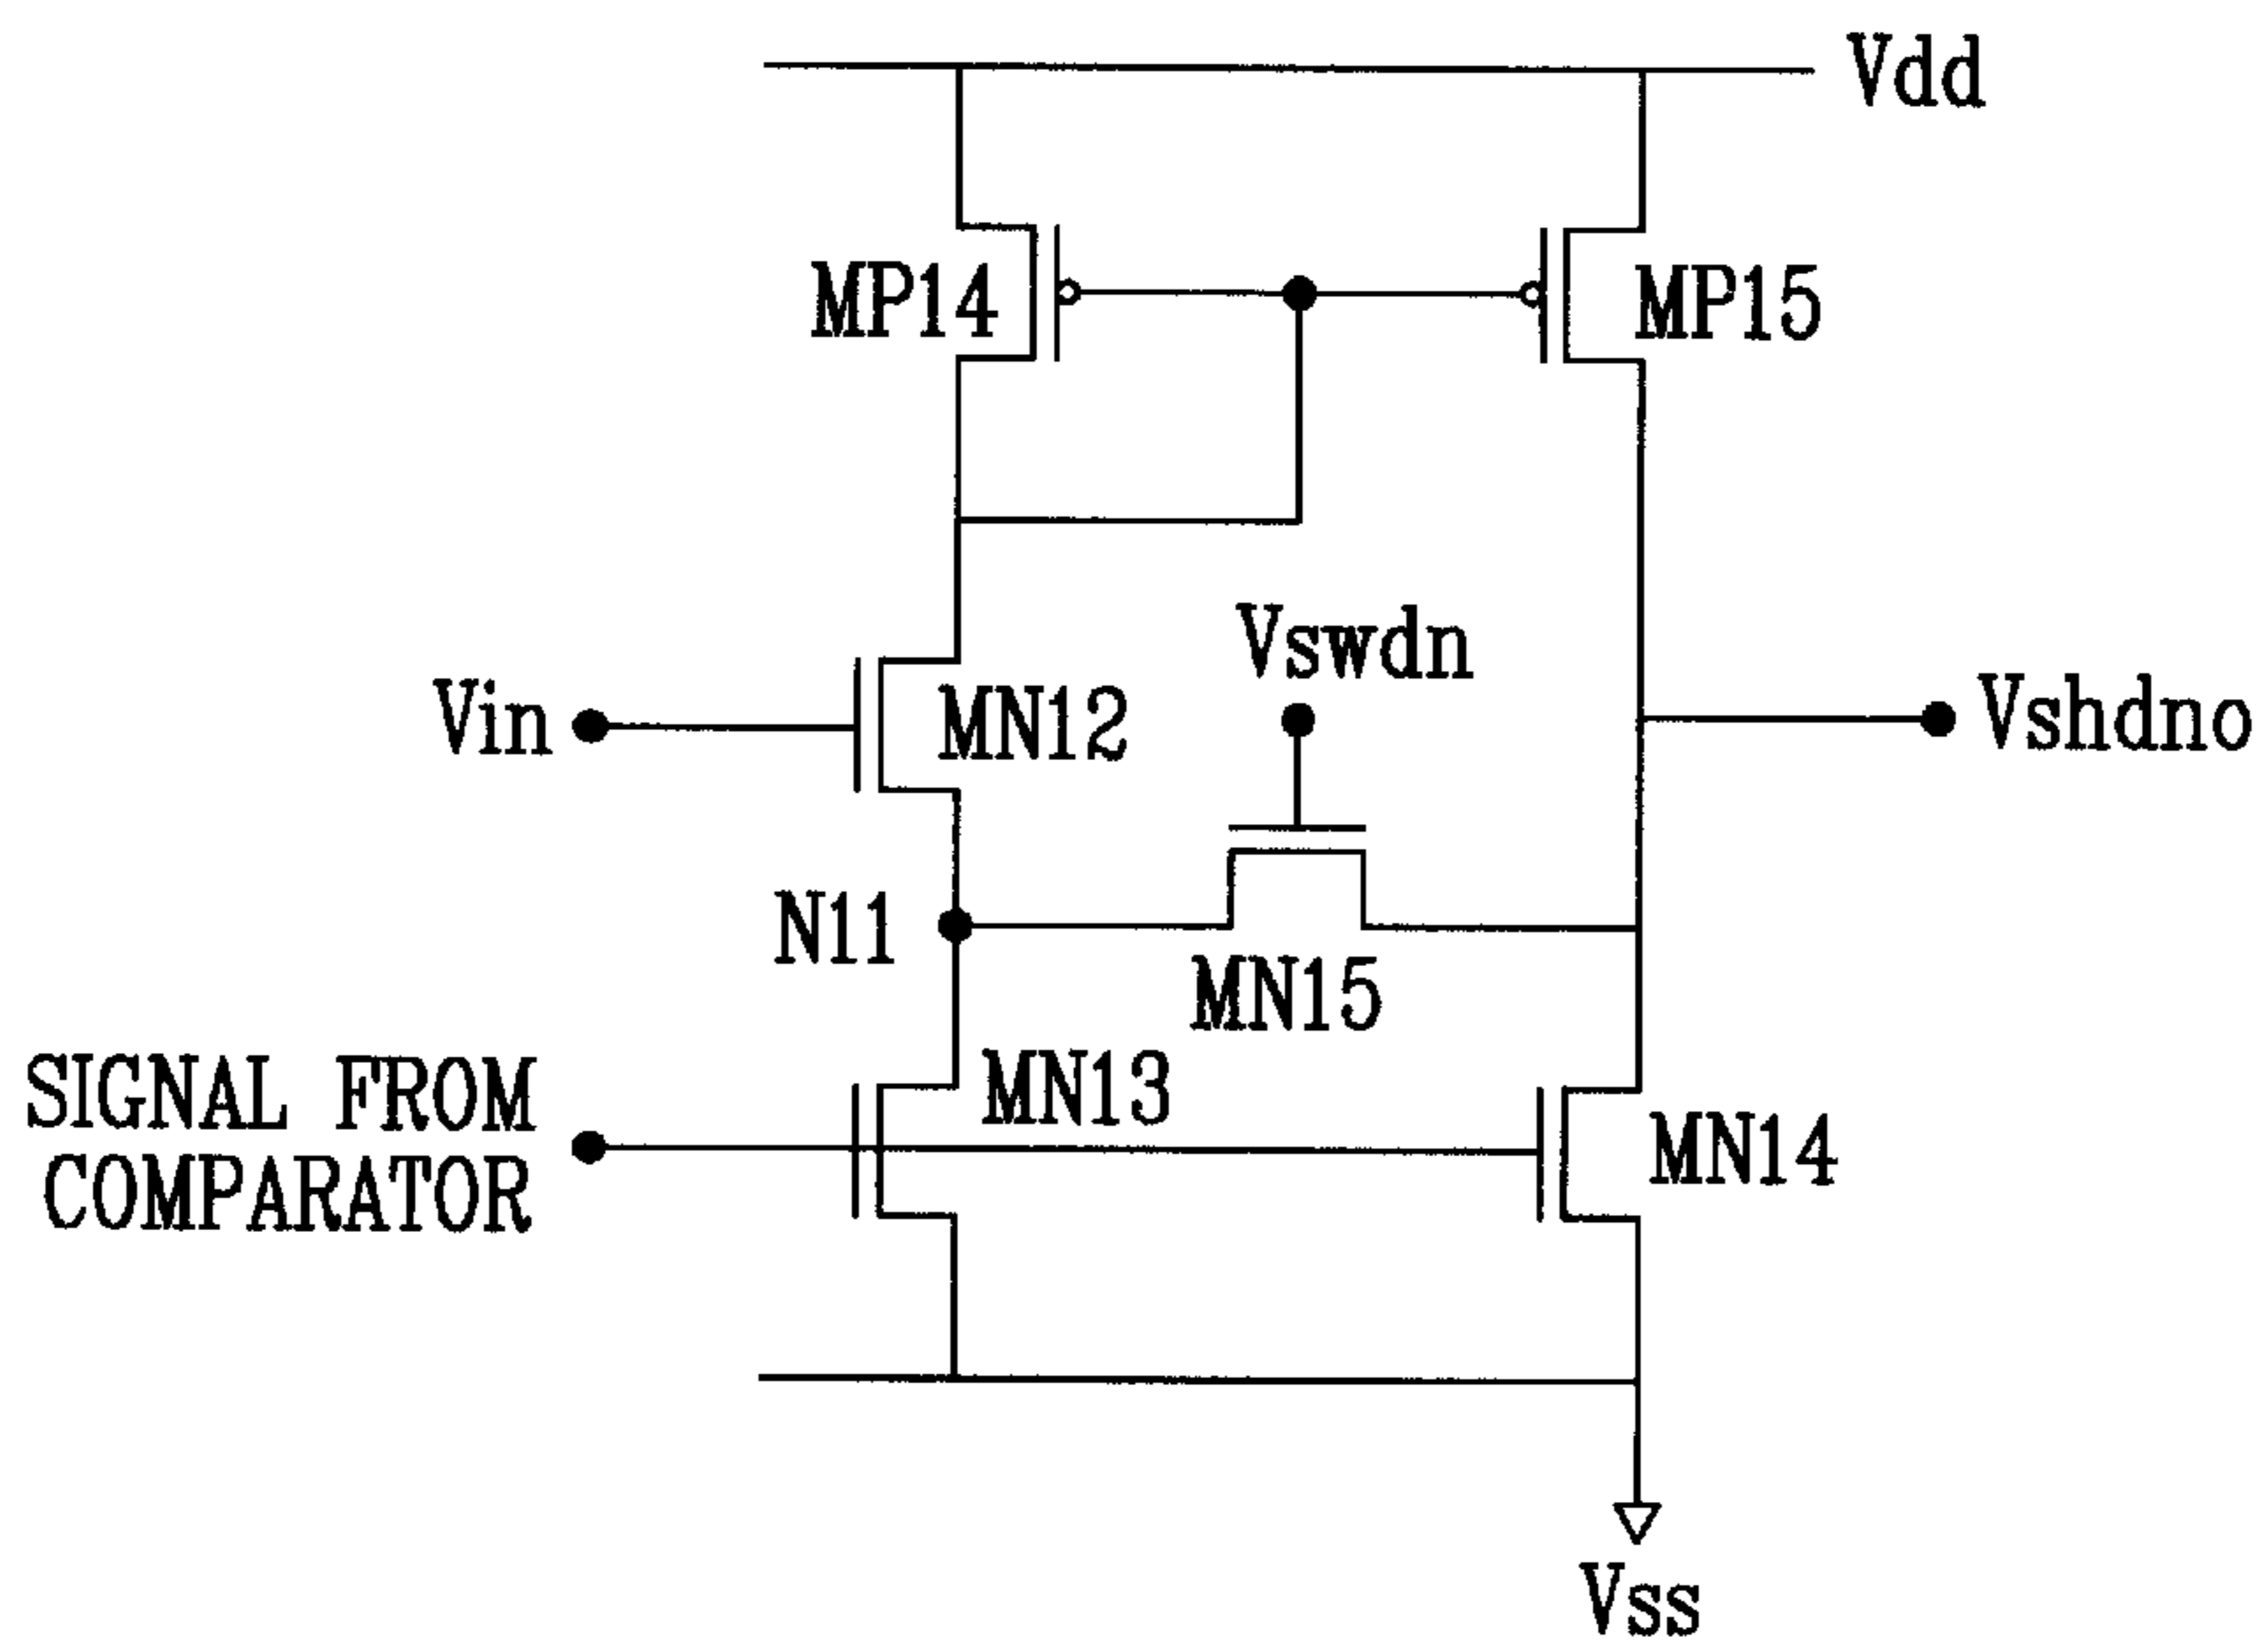 Vdd
MP14
MP15
Vswdn
Vin
MN12
Vshdno
N11
MN15
SIGNAL FROM
COMPARATOR
MN13
MN14
Vss